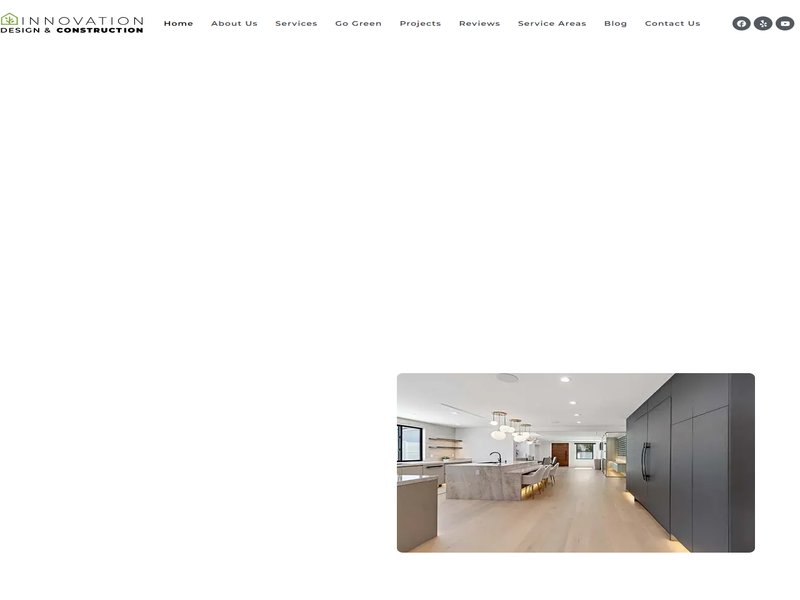 INNOVATION
DESIGN & CONSTRUCTION
Home About Us Services Go Green Projects Reviews Service Areas Blog Contact Us